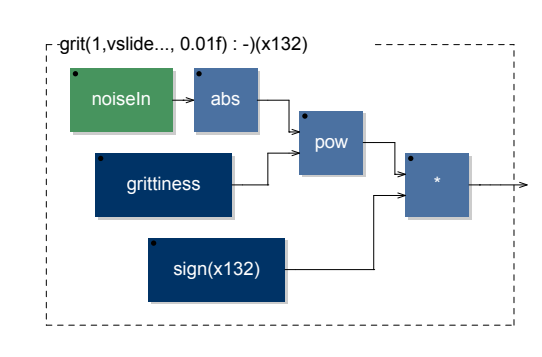 grit(1,vslide..., 0.01f) : -)(x132)
noiseIn
abs
pow
grittiness
*
sign(x132)